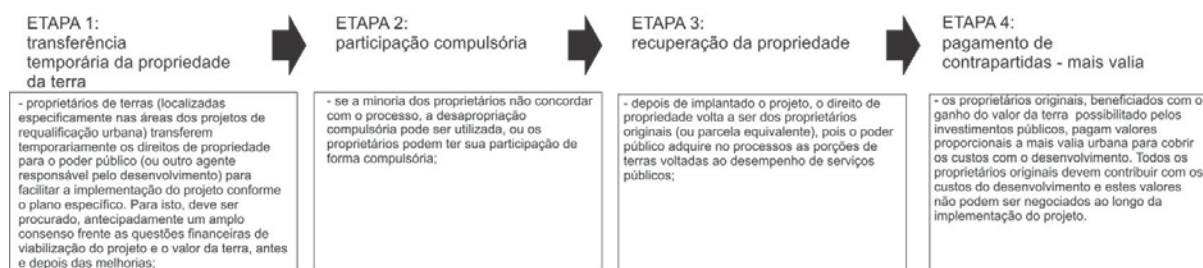 ETAPA 1:
transferência
temporária da propriedade
da terra
- proprietários de terras (localizadas
especificamente nas áreas dos projetos de
requalificação urbana) transferem
temporariamente os direitos de propriedade
para o poder público (ou outro agente
responsável pelo desenvolvimento) para
facilitar a implementação do projeto conforme
o plano específico. Para isto, deve ser
procurado, antecipadamente um amplo
consenso frente as questões financeiras de
viabilização do projeto e o valor da terra, antes
e depois das melhorias;
ETAPA 2:
participação compulsória
- se a minoria dos proprietários não concordar
com o processo, a desapropriação
compulsória pode ser utilizada, ou os
proprietários podem ter sua participação de
forma compulsória;
ETAPA 3:
recuperação da propriedade
- depois de implantado o projeto, o direito de
propriedade volta a ser dos proprietários
originais (ou parcela equivalente), pois o poder
público adquire no processo as porções de
terras voltadas ao desempenho de serviços
públicos;
ETAPA 4:
pagamento de
contrapartidas - mais valia
- os proprietários originais, beneficiados com o
ganho do valor da terra possibilitado pelos
investimentos públicos, pagam valores
proporcionais a mais valia urbana para cobrir
os custos com o desenvolvimento. Todos os
proprietários originais devem contribuir com os
custos do desenvolvimento e estes valores
não podem ser negociados ao longo da
implementação do projeto.